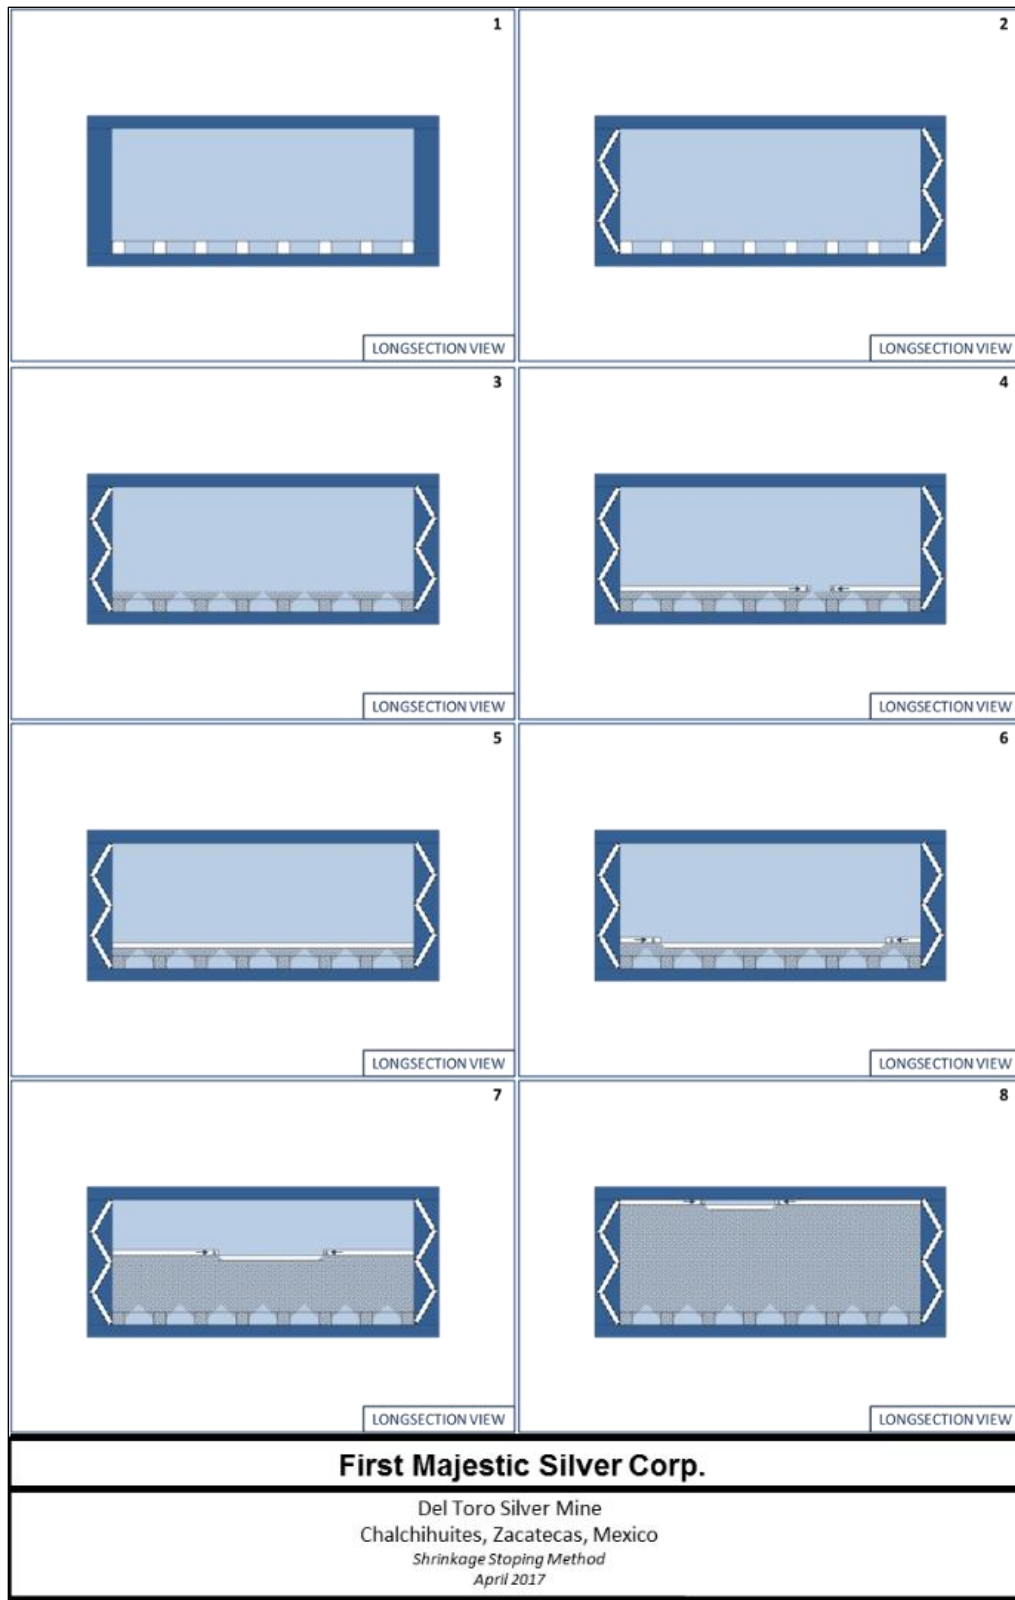 1
LONGSECTION VIEW
2
LONGSECTION VIEW
3
LONGSECTION VIEW
4
LONGSECTION VIEW
5
LONGSECTION VIEW
6
LONGSECTION VIEW
7
LONGSECTION VIEW
8
LONGSECTION VIEW
First Majestic Silver Corp.
Del Toro Silver Mine
Chalchihuites, Zacatecas, Mexico
Shrinkage Stoping Method
April 2017